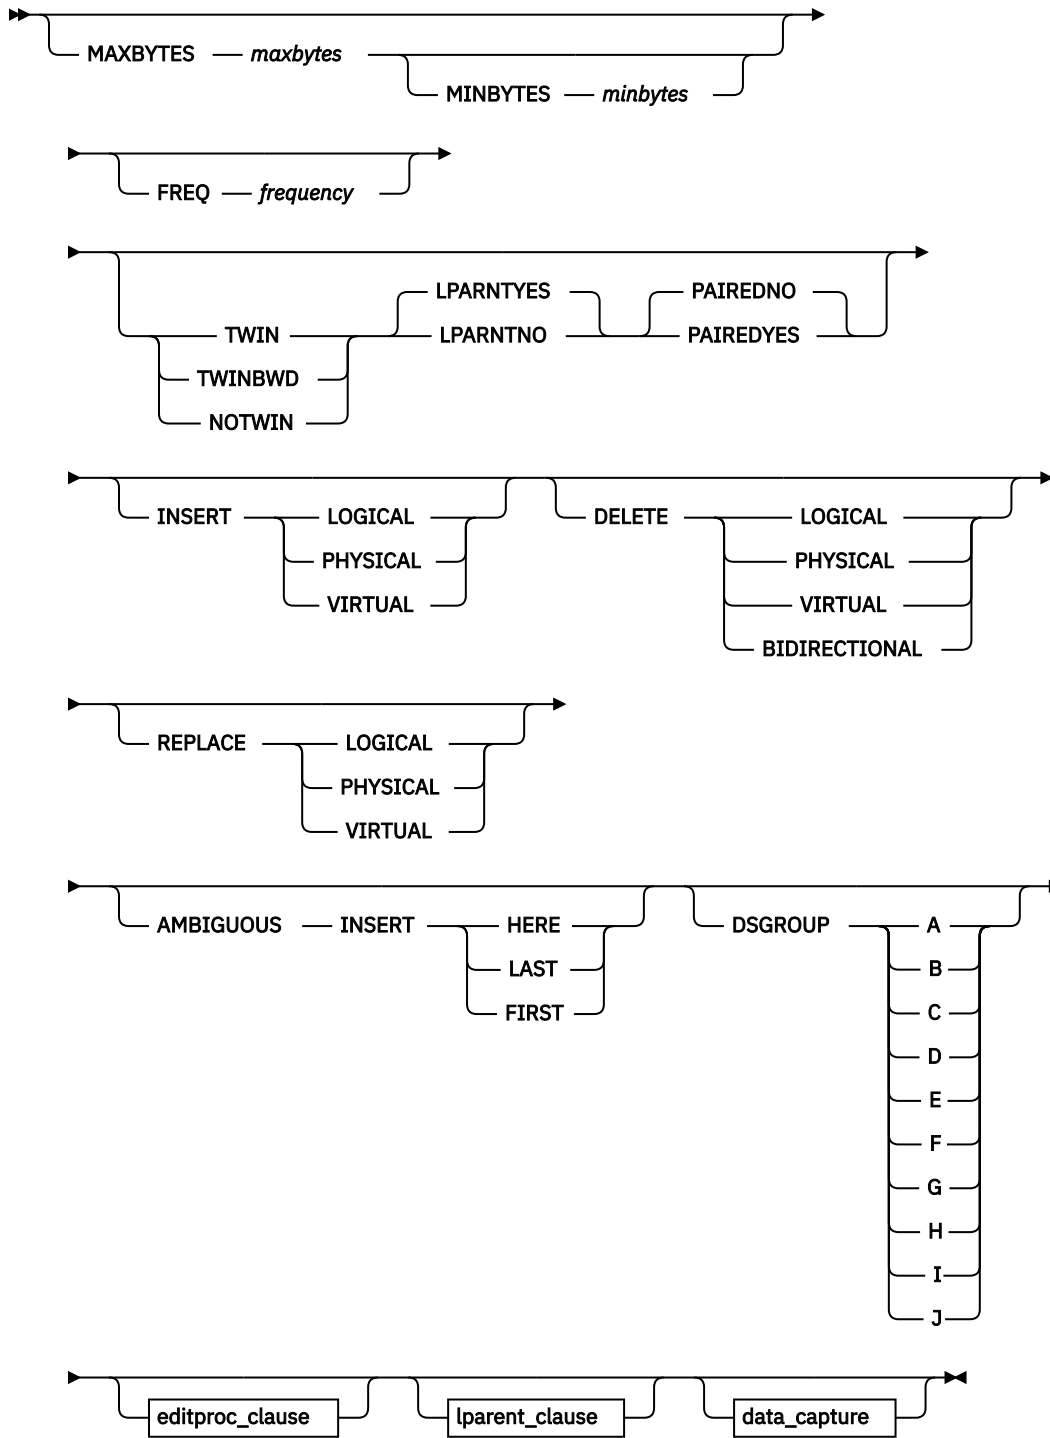 MAXBYTES maxbytes
MINBYTES minbytes
FREQ frequency
LPARNTYES PAIREDNO
TWIN LPARNTNO PAIREDYES
TWINBWD
NOTWIN
INSERT LOGICAL DELETE LOGICAL
PHYSICAL PHYSICAL
VIRTUAL VIRTUAL
BIDIRECTIONAL
REPLACE LOGICAL
PHYSICAL
VIRTUAL
AMBIGUOUS INSERT HERE DSGROUP A
LAST B
FIRST C
D
E
F
G
H
I
J
editproc_clause lparent_clause data_capture